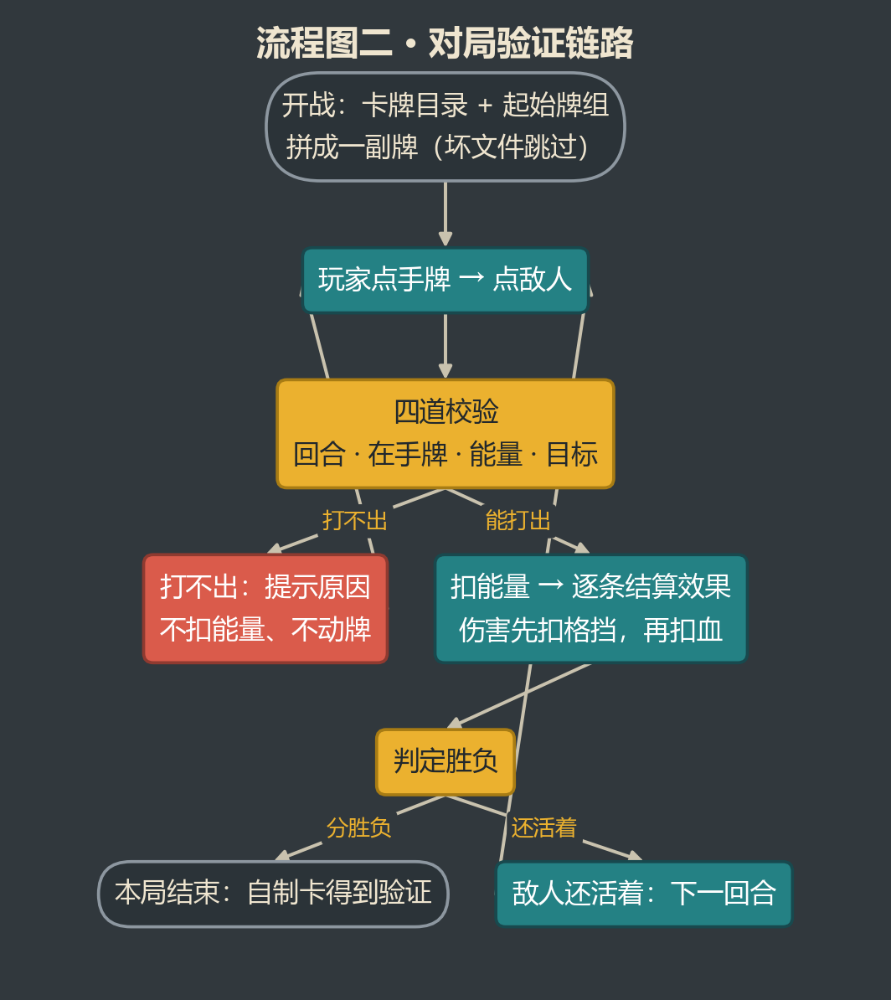 流程图二·对局验证链路
开战：卡牌目录 + 起始牌组
拼成一副牌（坏文件跳过）
玩家点手牌 → 点敌人
四道校验
回合 · 在手牌 · 能量 · 目标
打不出
能打出
打不出：提示原因
不扣能量、不动牌
扣能量 → 逐条结算效果
伤害先扣格挡，再扣血
判定胜负
分胜负
还活着
本局结束：自制卡得到验证
敌人还活着：下一回合